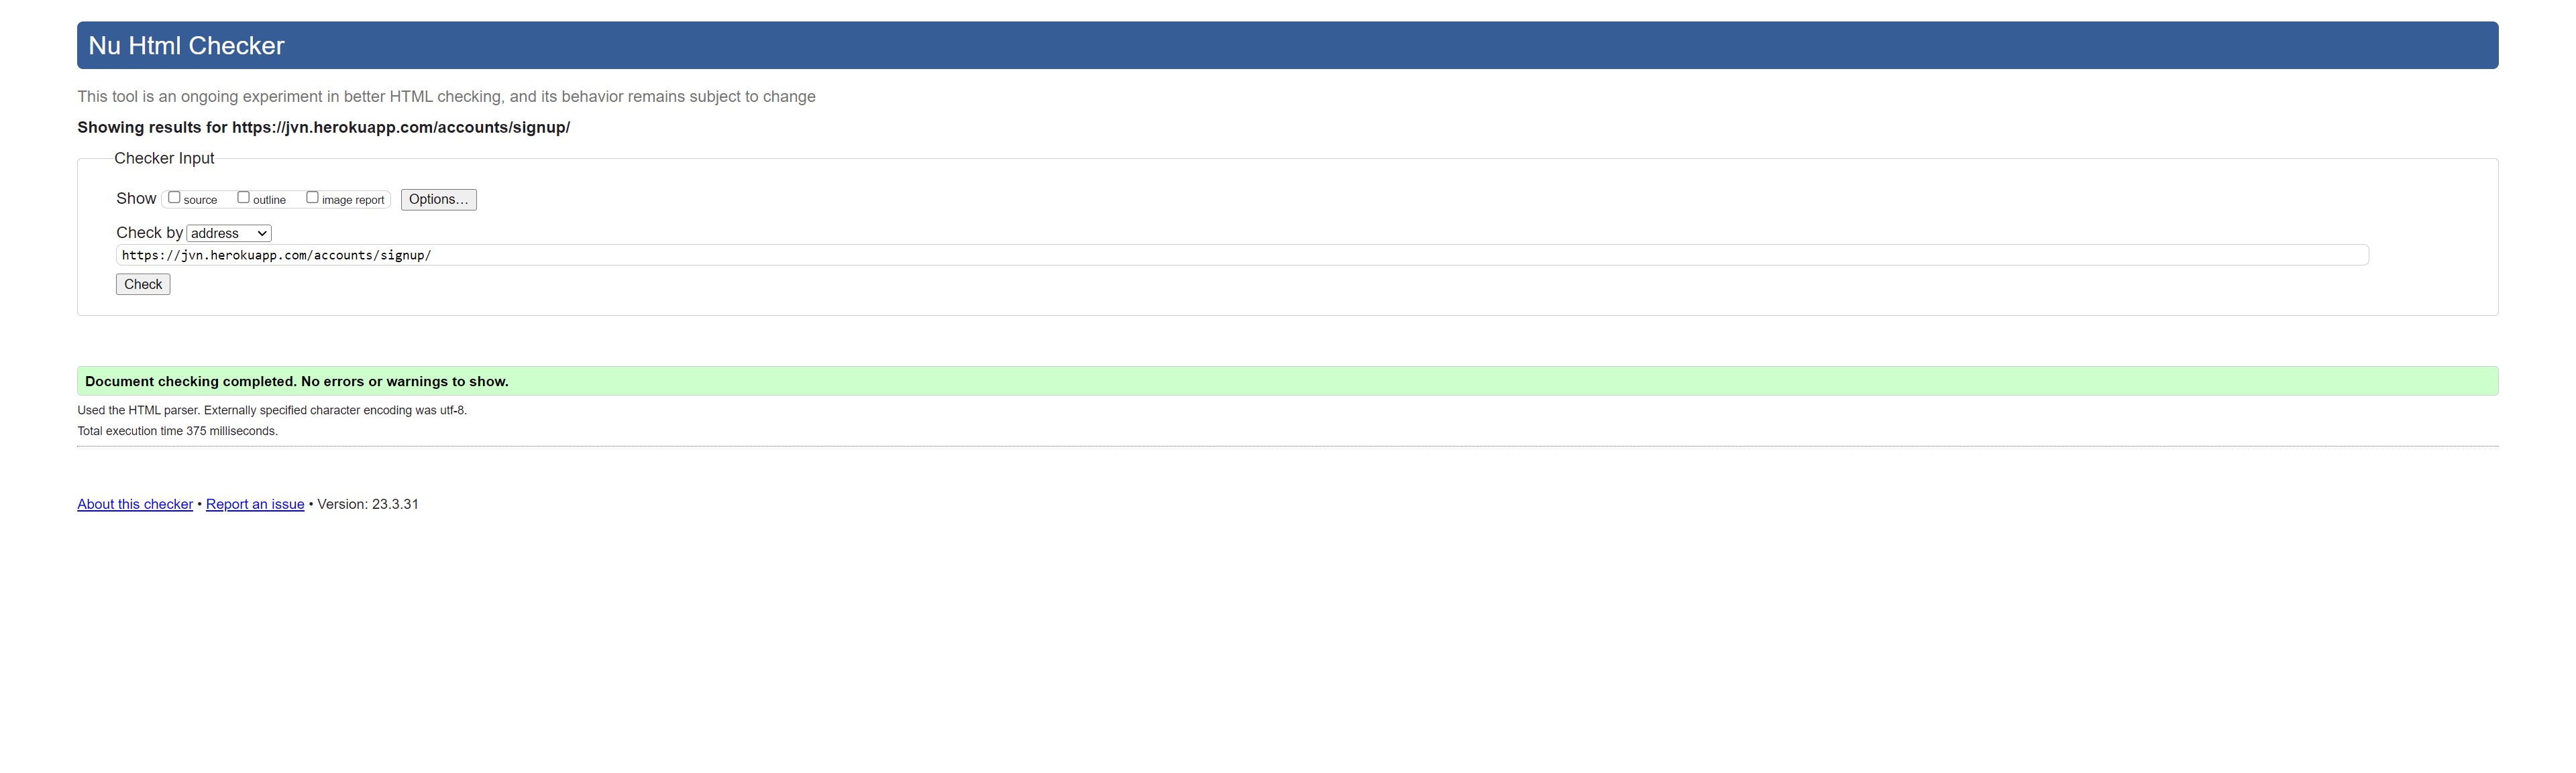 Nu Html Checker
This tool is an ongoing experiment in better HTML checking, and its behavior remains subject to change
Showing results for https://jvn.herokuapp.com/accounts/signup/
Checker Input
Show source outline image report Options...
Check by address
https://jvn.herokuapp.com/accounts/signup/
Check
Document checking completed. No errors or warnings to show.
Used the HTML parser. Externally specified character encoding was utf-8.
Total execution time 375 milliseconds.
About this checker • Report an issue • Version: 23.3.31